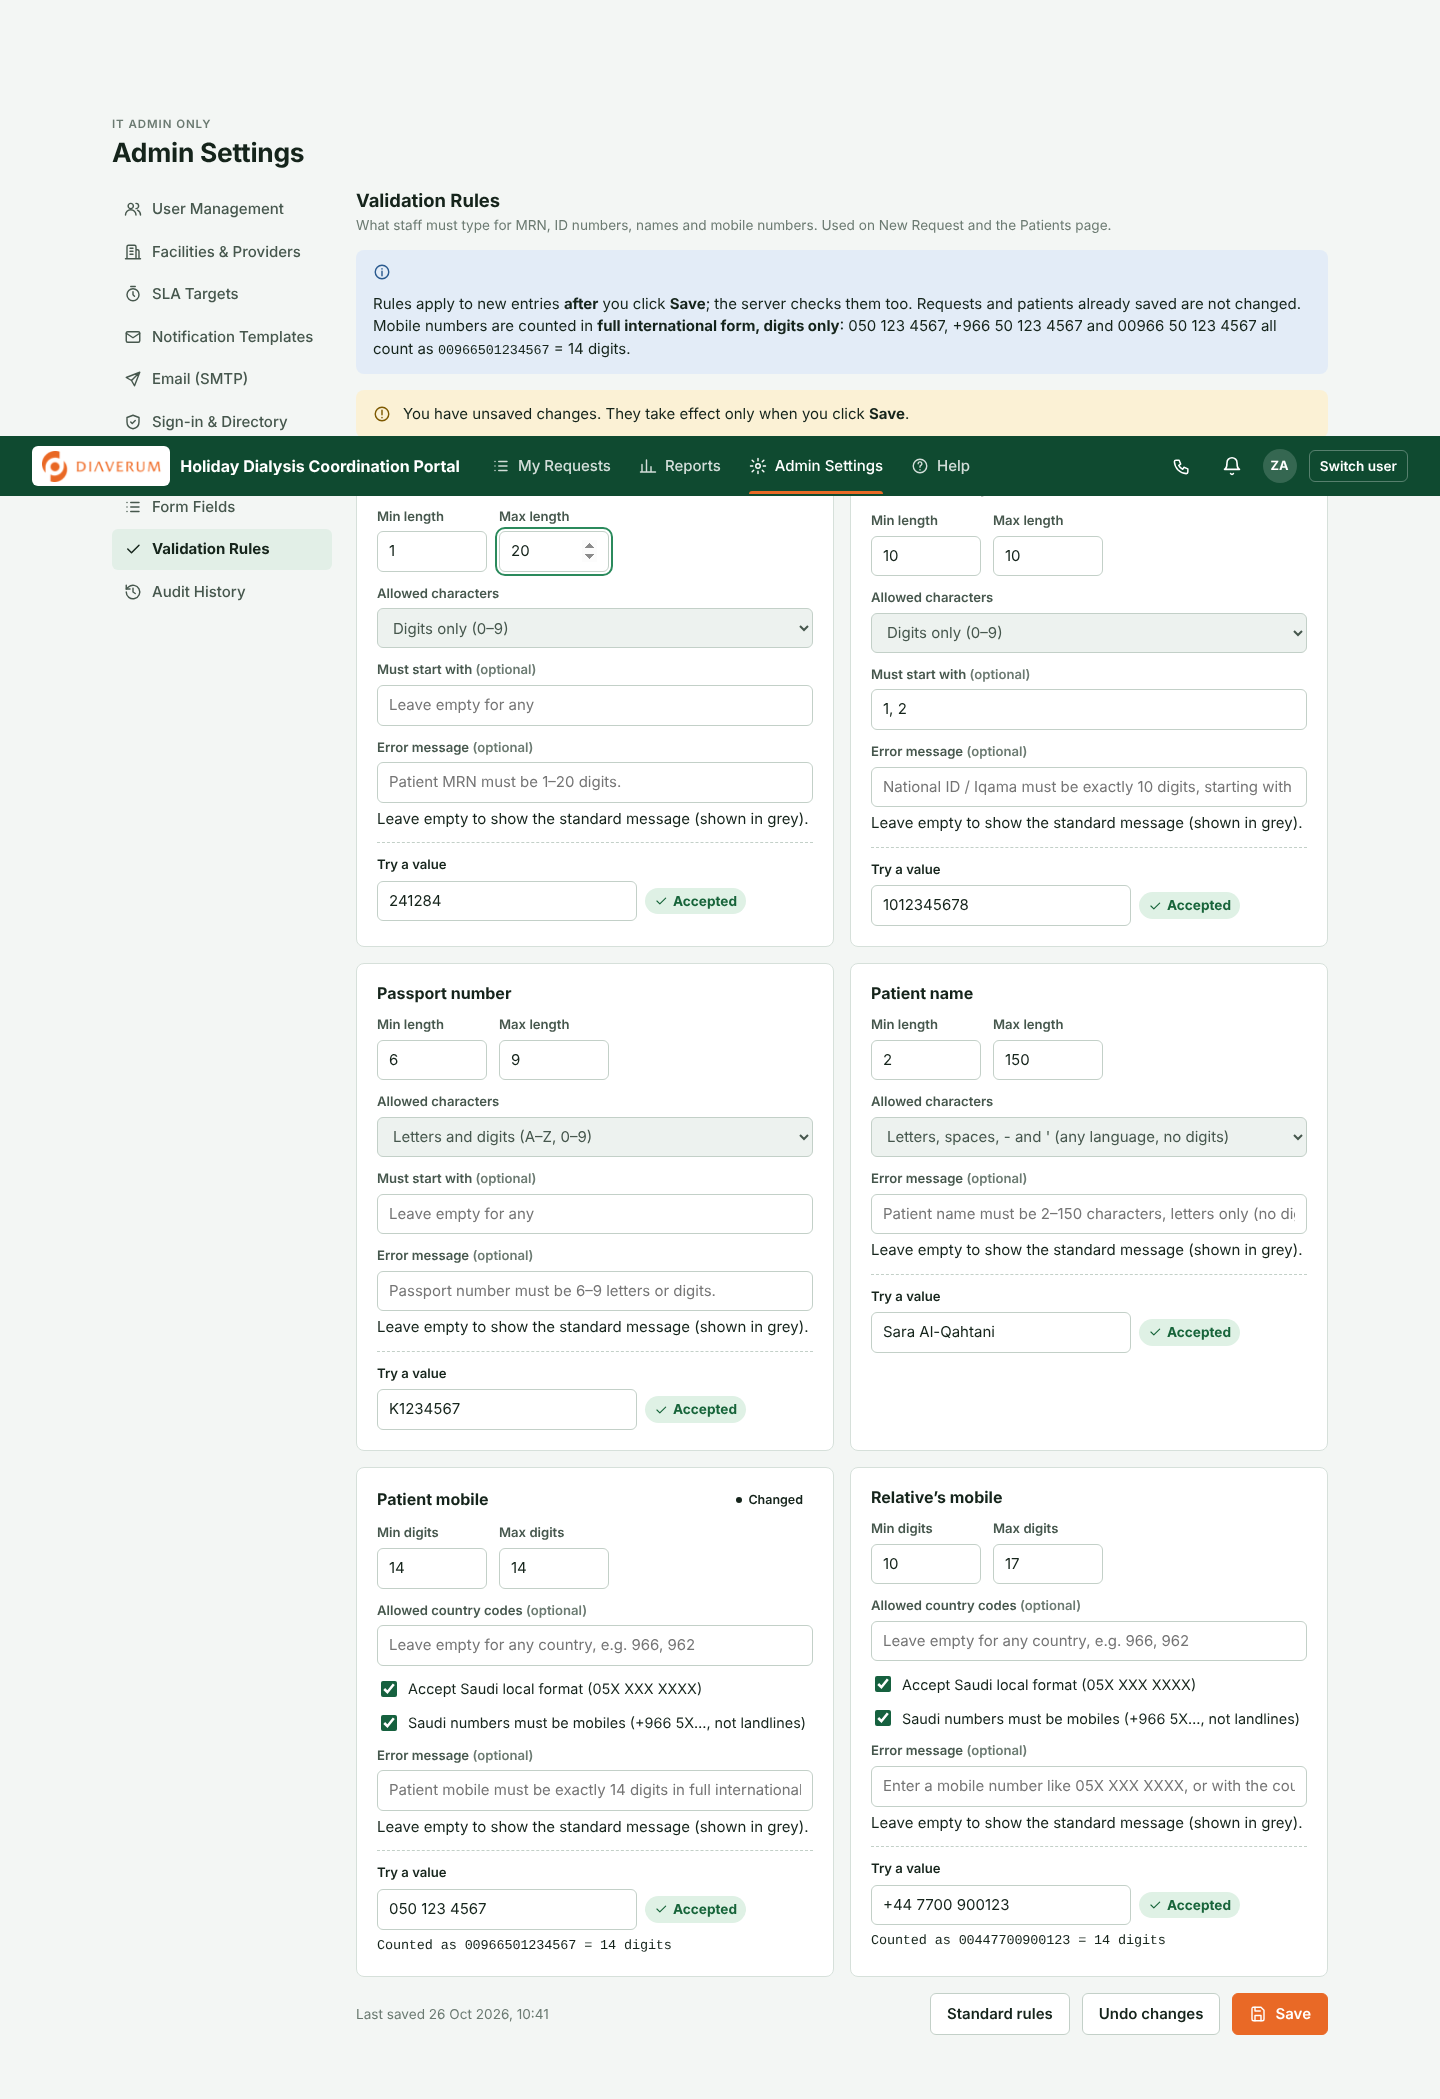 IT ADMIN ONLY
Admin Settings
User Management
Facilities & Providers
SLA Targets
Notification Templates
Email (SMTP)
Sign-in & Directory
Validation Rules
What staff must type for MRN, ID numbers, names and mobile numbers. Used on New Request and the Patients page.
Rules apply to new entries after you click Save; the server checks them too. Requests and patients already saved are not changed.
Mobile numbers are counted in full international form, digits only: 050 123 4567, +966 50 123 4567 and 00966 50 123 4567 all
count as 00966501234567 = 14 digits.
You have unsaved changes. They take effect only when you click Save.
DIAVERUM
Holiday Dialysis Coordination Portal
My Requests
Reports
Admin Settings
Help
ZA
Switch user
Form Fields
Validation Rules
Audit History
Min length
Max length
1
20
Allowed characters
Digits only (0–9)
Must start with (optional)
Leave empty for any
Error message (optional)
Patient MRN must be 1–20 digits.
Leave empty to show the standard message (shown in grey).
Try a value
241284
Accepted
Min length
Max length
10
10
Allowed characters
Digits only (0–9)
Must start with (optional)
1, 2
Error message (optional)
National ID / Iqama must be exactly 10 digits, starting with
Leave empty to show the standard message (shown in grey).
Try a value
1012345678
Accepted
Passport number
Min length
Max length
6
9
Allowed characters
Letters and digits (A–Z, 0–9)
Must start with (optional)
Leave empty for any
Error message (optional)
Passport number must be 6–9 letters or digits.
Leave empty to show the standard message (shown in grey).
Try a value
K1234567
Accepted
Patient name
Min length
Max length
2
150
Allowed characters
Letters, spaces, - and ' (any language, no digits)
Error message (optional)
Patient name must be 2–150 characters, letters only (no di
Leave empty to show the standard message (shown in grey).
Try a value
Sara Al-Qahtani
Accepted
Patient mobile
Changed
Min digits
Max digits
14
14
Allowed country codes (optional)
Leave empty for any country, e.g. 966, 962
Accept Saudi local format (05X XXX XXXX)
Saudi numbers must be mobiles (+966 5X…, not landlines)
Error message (optional)
Patient mobile must be exactly 14 digits in full international
Leave empty to show the standard message (shown in grey).
Try a value
050 123 4567
Accepted
Counted as 00966501234567 = 14 digits
Relative’s mobile
Min digits
Max digits
10
17
Allowed country codes (optional)
Leave empty for any country, e.g. 966, 962
Accept Saudi local format (05X XXX XXXX)
Saudi numbers must be mobiles (+966 5X…, not landlines)
Error message (optional)
Enter a mobile number like 05X XXX XXXX, or with the cou
Leave empty to show the standard message (shown in grey).
Try a value
+44 7700 900123
Accepted
Counted as 00447700900123 = 14 digits
Last saved 26 Oct 2026, 10:41
Standard rules
Undo changes
Save